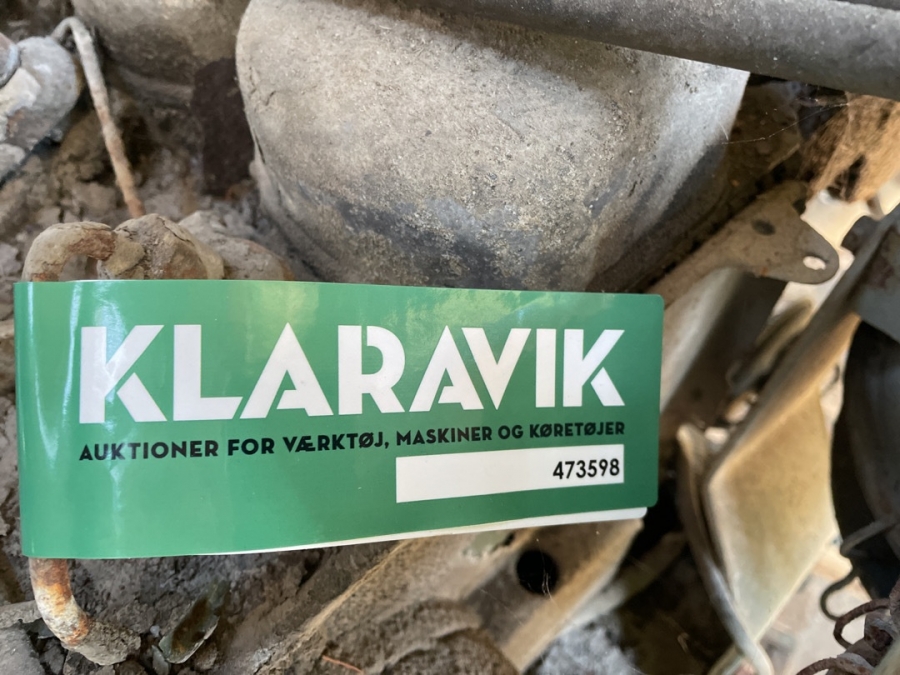 KLARAVIK
AUKTIONER FOR VÆRKTØJ, MASKINER OG KØRETØJER
473598